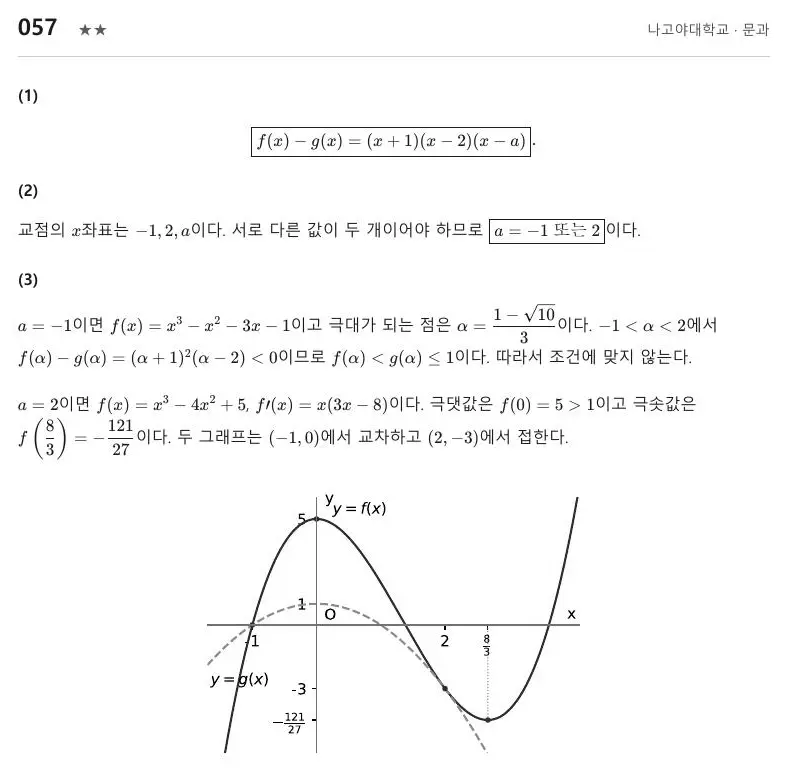 057 ★★ 나고야대학교 · 문과
(1)
f(x) − g(x) = (x + 1)(x − 2)(x − a).
(2)
교점의 x좌표는 −1, 2, a이다. 서로 다른 값이 두 개이어야 하므로 a = −1 또는 2이다.
(3)
a = −1이면 f(x) = x³ − x² − 3x − 1이고 극대가 되는 점은 α = (1 − √10)/3이다. −1 < α < 2에서
f(α) − g(α) = (α + 1)²(α − 2) < 0이므로 f(α) < g(α) ≤ 1이다. 따라서 조건에 맞지 않는다.
a = 2이면 f(x) = x³ − 4x² + 5, f′(x) = x(3x − 8)이다. 극댓값은 f(0) = 5 > 1이고 극솟값은
f(8/3) = −121/27이다. 두 그래프는 (−1, 0)에서 교차하고 (2, −3)에서 접한다.
y
y = f(x)
5
1
O
x
-1
2
8/3
y = g(x)
-3
−121/27